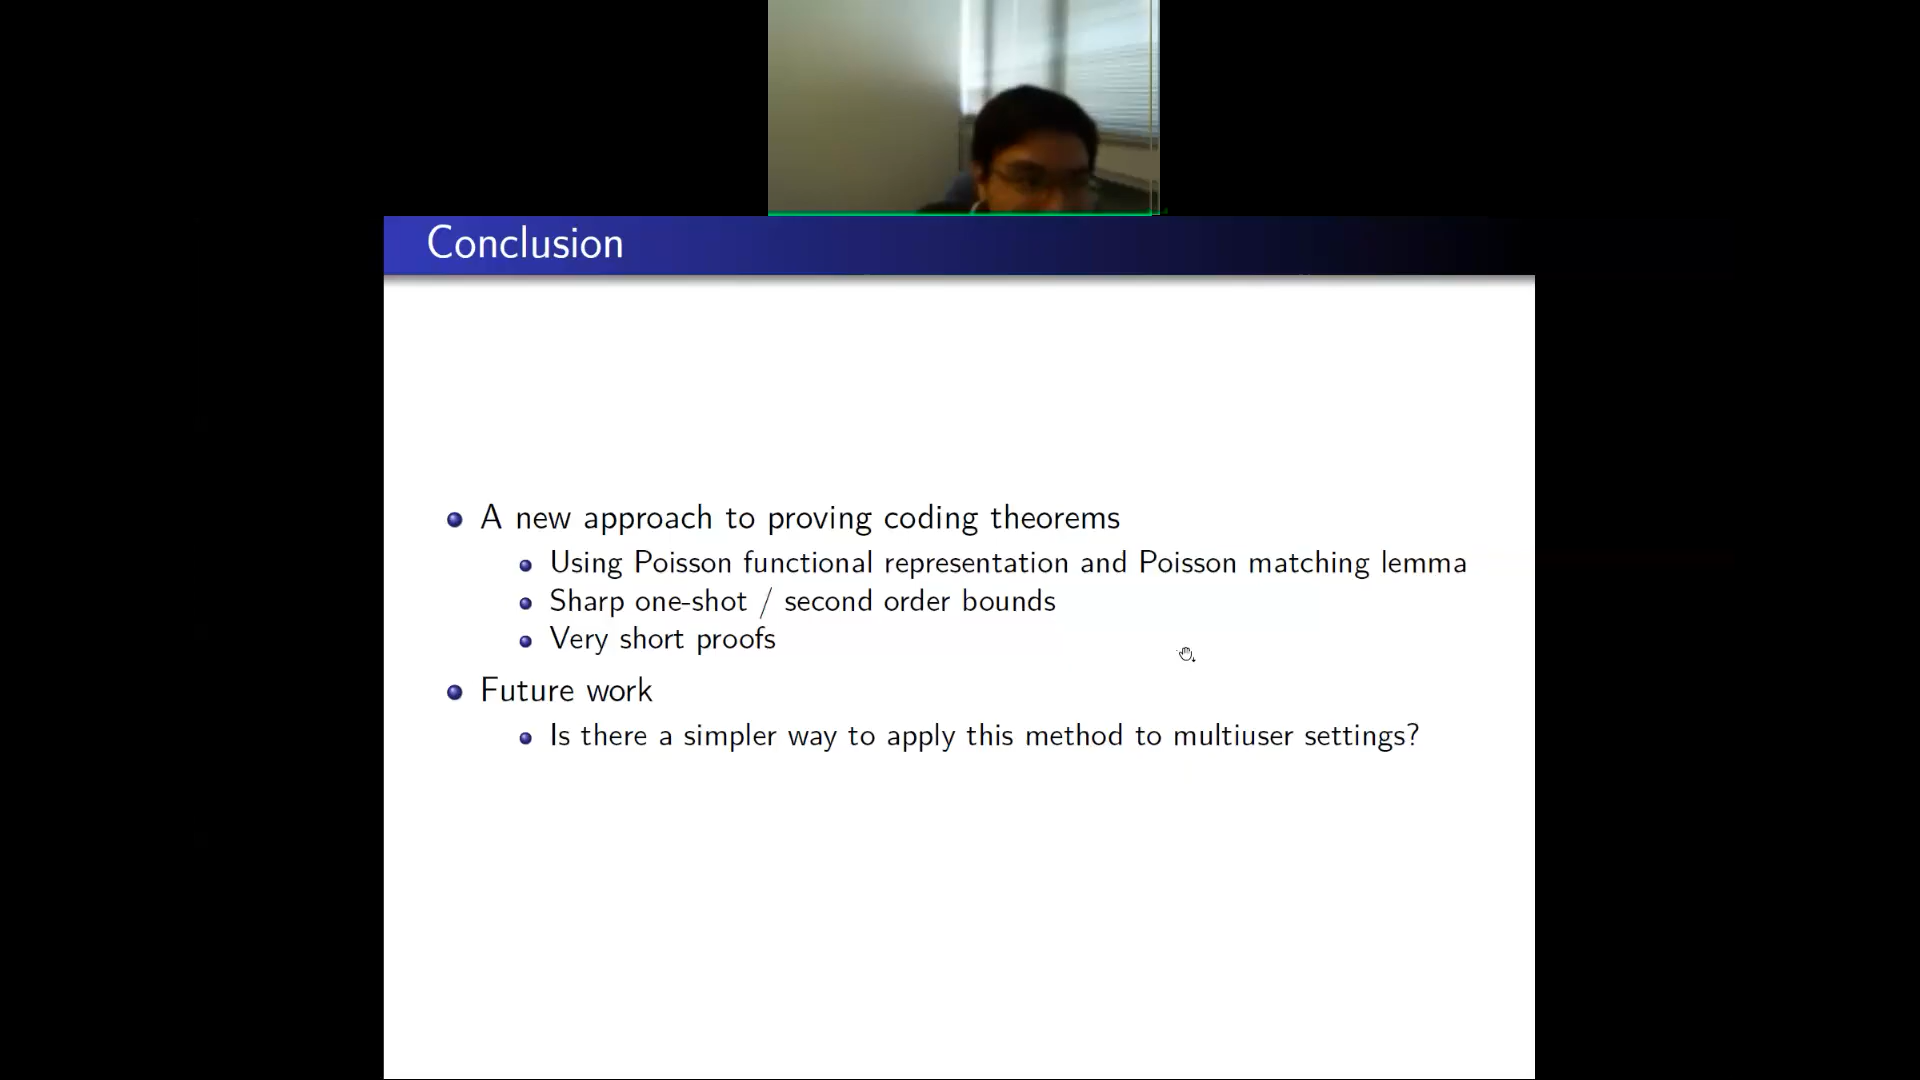 Conclusion
A new approach to proving coding theorems
Using Poisson functional representation and Poisson matching lemma
Sharp one-shot / second order bounds
Very short proofs
Future work
Is there a simpler way to apply this method to multiuser settings?